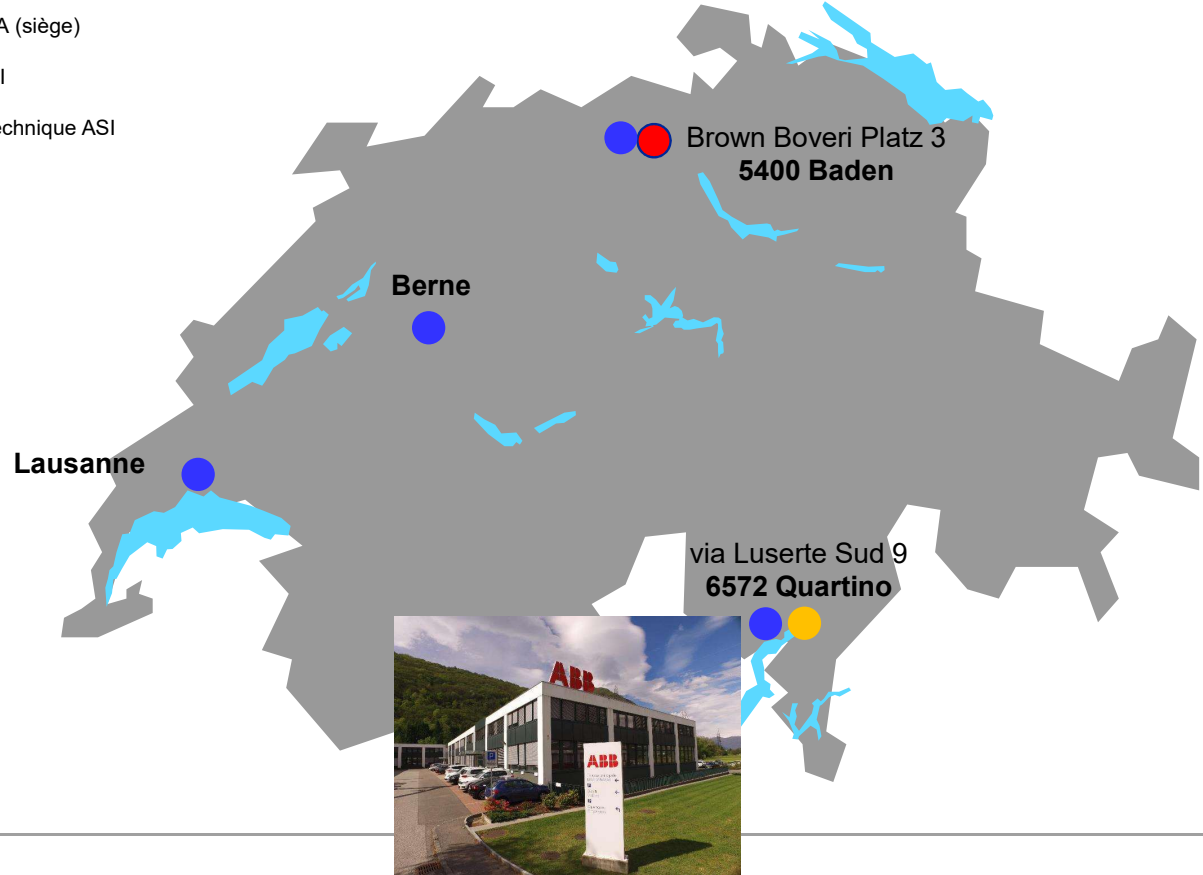 A (siège)
I
echnique ASI
Brown Boveri Platz 3
5400 Baden
Berne
Lausanne
via Luserte Sud 9
6572 Quartino
ABB
ABB